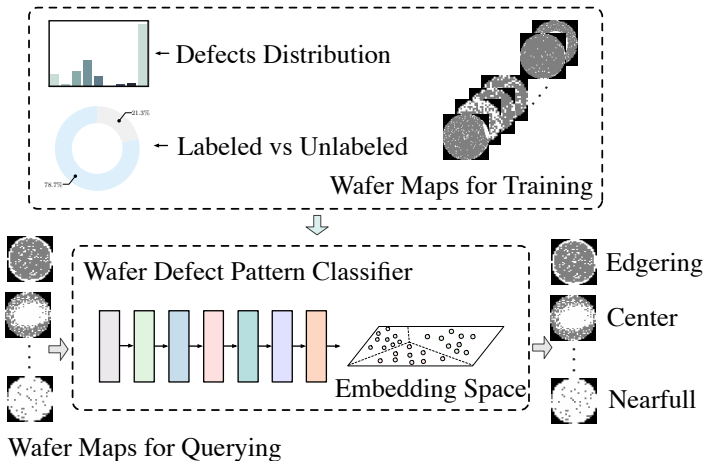 Defects Distribution
21.3%
Labeled vs Unlabeled
78.7%
Wafer Maps for Training
Wafer Defect Pattern Classifier
Edgering
Center
Embedding Space
Nearfull
Wafer Maps for Querying